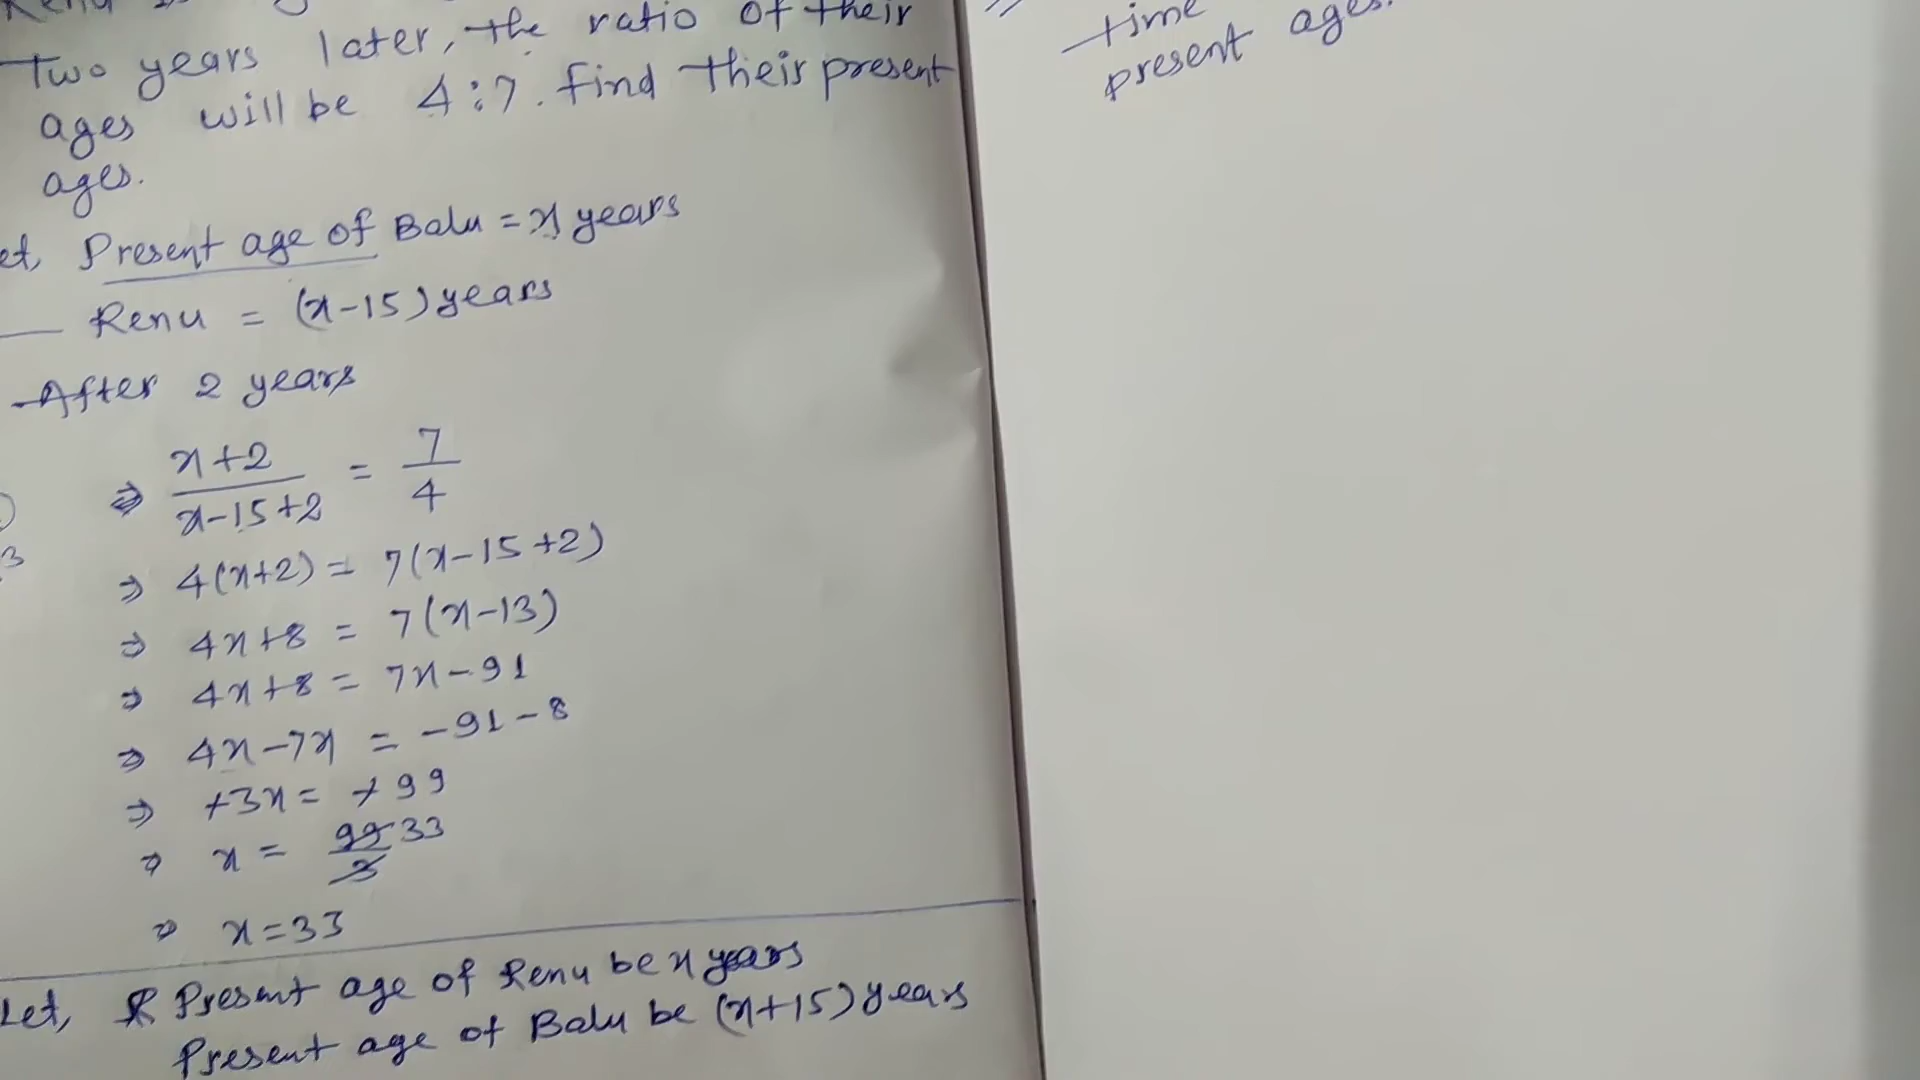 Two years later, the ratio of their
ages will be 4:7. find their present
ages.
et, Present age of Balu = x years
Renu = (x-15) years
After 2 years
⇒ x+2 / x-15+2 = 7/4
⇒ 4(x+2) = 7(x-15+2)
⇒ 4x+8 = 7(x-13)
⇒ 4x+8 = 7x-91
⇒ 4x-7x = -91-8
⇒ +3x = +99
⇒ x = 99/3 33
⇒ x=33
Let, Present age of Renu be x years
Present age of Balu be (x+15) years
time
present ages.
3